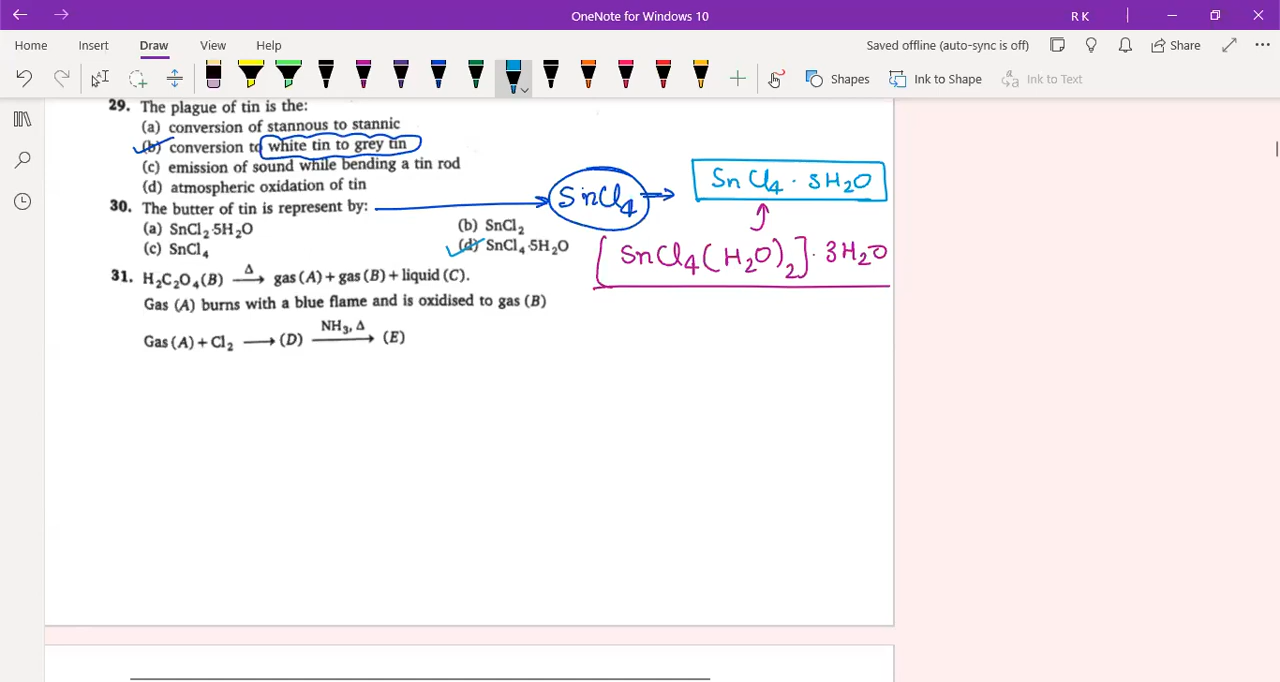 OneNote for Windows 10
R K
Home Insert Draw View Help
Saved offline (auto-sync is off)
Share
Shapes
Ink to Shape
Ink to Text
29. The plague of tin is the:
(a) conversion of stannous to stannic
(b) conversion to white tin to grey tin
(c) emission of sound while bending a tin rod
(d) atmospheric oxidation of tin
30. The butter of tin is represent by:
SnCl₄ → SnCl₄ · 5H₂O
(a) SnCl₂·5H₂O (b) SnCl₂
(c) SnCl₄ (d) SnCl₄·5H₂O
[SnCl₄(H₂O)₂] · 3H₂O
31. H₂C₂O₄(B) —Δ→ gas (A) + gas (B) + liquid (C).
Gas (A) burns with a blue flame and is oxidised to gas (B)
Gas (A) + Cl₂ ⟶ (D) —NH₃, Δ→ (E)